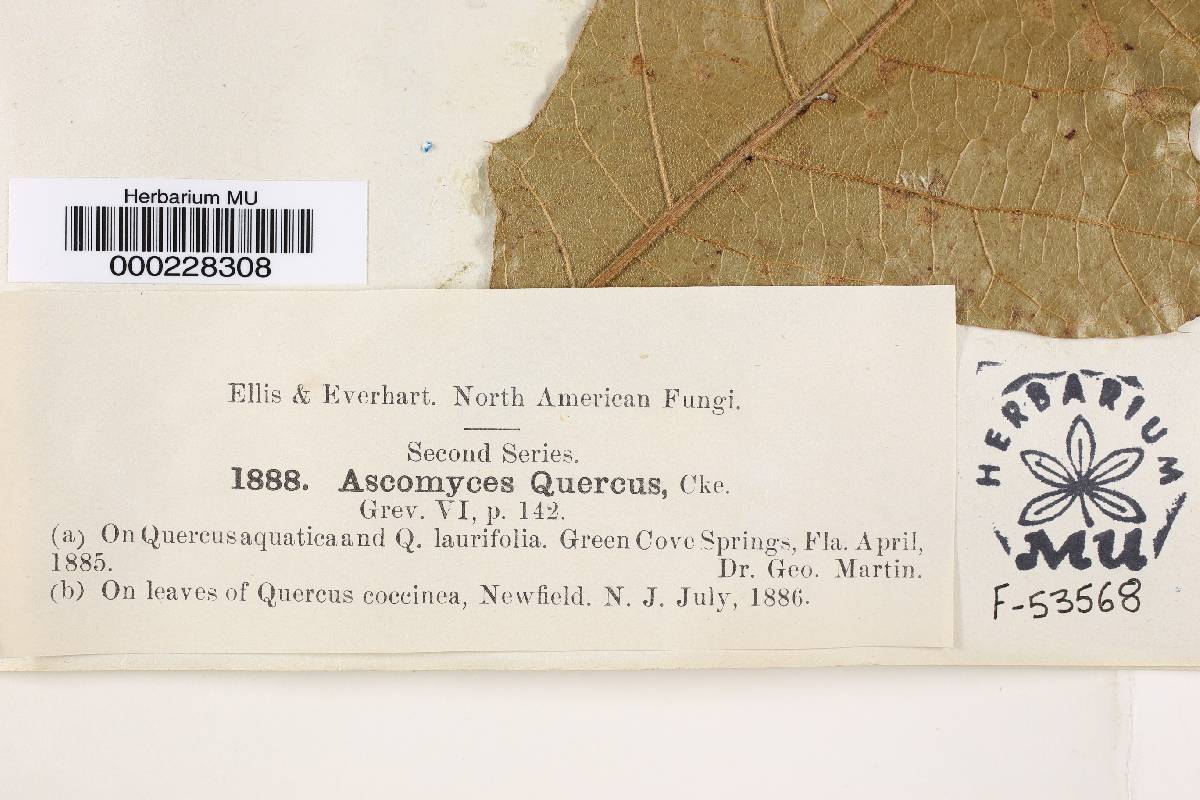 Herbarium MU
000228308
Ellis & Everhart. North American Fungi.
Second Series.
1888. Ascomyces Quercus, Cke.
Grev. VI, p. 142.
(a) On Quercus aquatica and Q. laurifolia. Green Cove Springs, Fla. April,
1885. Dr. Geo. Martin.
(b) On leaves of Quercus coccinea, Newfield. N. J. July, 1886.
HERBARIUM
MU
F-53568